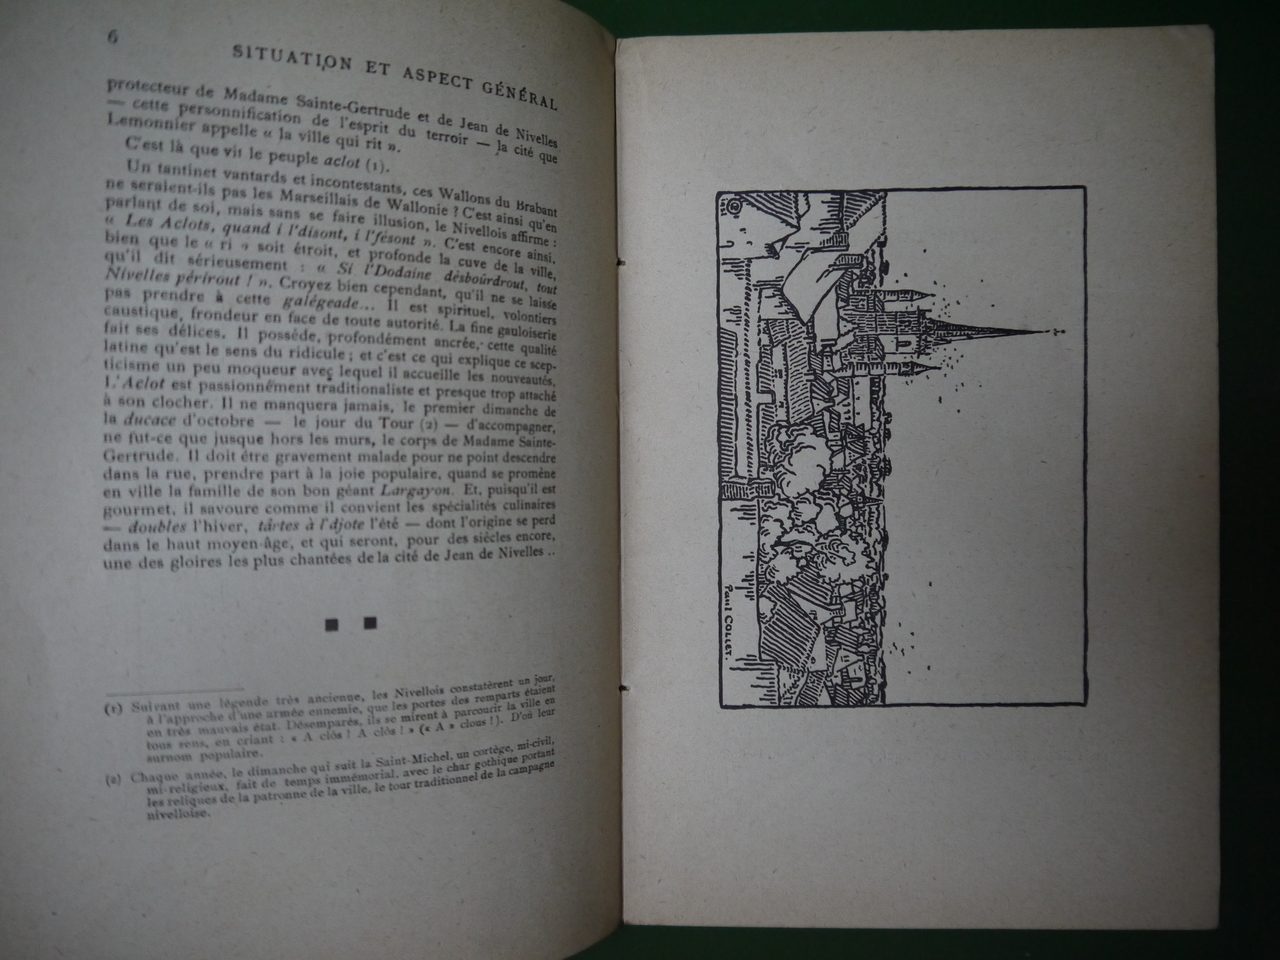 6
SITUATION ET ASPECT GÉNÉRAL
protecteur de Madame Sainte-Gertrude et de Jean de Nivelles
— cette personnification de l'esprit du terroir — la cité que
Lemonnier appelle « la ville qui rit ».
C'est là que vit le peuple aclot (1).
Un tantinet vantards et incontestants, ces Wallons du Brabant
ne seraient-ils pas les Marseillais de Wallonie ? C'est ainsi qu'en
parlant de soi, mais sans se faire illusion, le Nivellois affirme :
« Les Aclots, quand i l'disont, i l'fésont ». C'est encore ainsi,
bien que le « ri » soit étroit, et profonde la cuve de la ville,
qu'il dit sérieusement : « Si l'Dodaine dèsbourdrout, tout
Nivelles périrout ! ». Croyez bien cependant, qu'il ne se laisse
pas prendre à cette galégeade... Il est spirituel, volontiers
caustique, frondeur en face de toute autorité. La fine gauloiserie
fait ses délices. Il possède, profondément ancrée, cette qualité
latine qu'est le sens du ridicule ; et c'est ce qui explique ce scep-
ticisme un peu moqueur avec lequel il accueille les nouveautés.
L'Aclot est passionnément traditionaliste et presque trop attaché
à son clocher. Il ne manquera jamais, le premier dimanche de
la ducace d'octobre — le jour du Tour (2) — d'accompagner,
ne fut-ce que jusque hors les murs, le corps de Madame Sainte-
Gertrude. Il doit être gravement malade pour ne point descendre
dans la rue, prendre part à la joie populaire, quand se promène
en ville la famille de son bon géant Largayon. Et, puisqu'il est
gourmet, il savoure comme il convient les spécialités culinaires
— doubles l'hiver, târtes à l'djote l'été — dont l'origine se perd
dans le haut moyen-âge, et qui seront, pour des siècles encore,
une des gloires les plus chantées de la cité de Jean de Nivelles ..
(1) Suivant une légende très ancienne, les Nivellois constatèrent un jour,
à l'approche d'une armée ennemie, que les portes des remparts étaient
en très mauvais état. Désemparés, ils se mirent à parcourir la ville en
tous sens, en criant : « A clôs ! A clôs ! » (« A » clous !). D'où leur
surnom populaire.
(2) Chaque année, le dimanche qui suit la Saint-Michel, un cortège, mi-civil,
mi-religieux, fait de temps immémorial, avec le char gothique portant
les reliques de la patronne de la ville, le tour traditionnel de la campagne
nivelloise.
Paul COLLET.